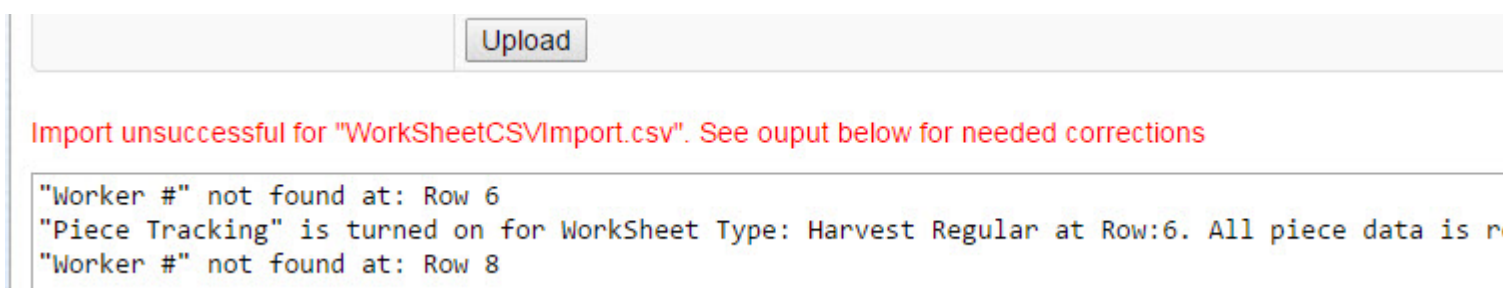 Upload
Import unsuccessful for "WorkSheetCSVImport.csv". See ouput below for needed corrections
"Worker #" not found at: Row 6
"Piece Tracking" is turned on for WorkSheet Type: Harvest Regular at Row:6. All piece data is
"Worker #" not found at: Row 8